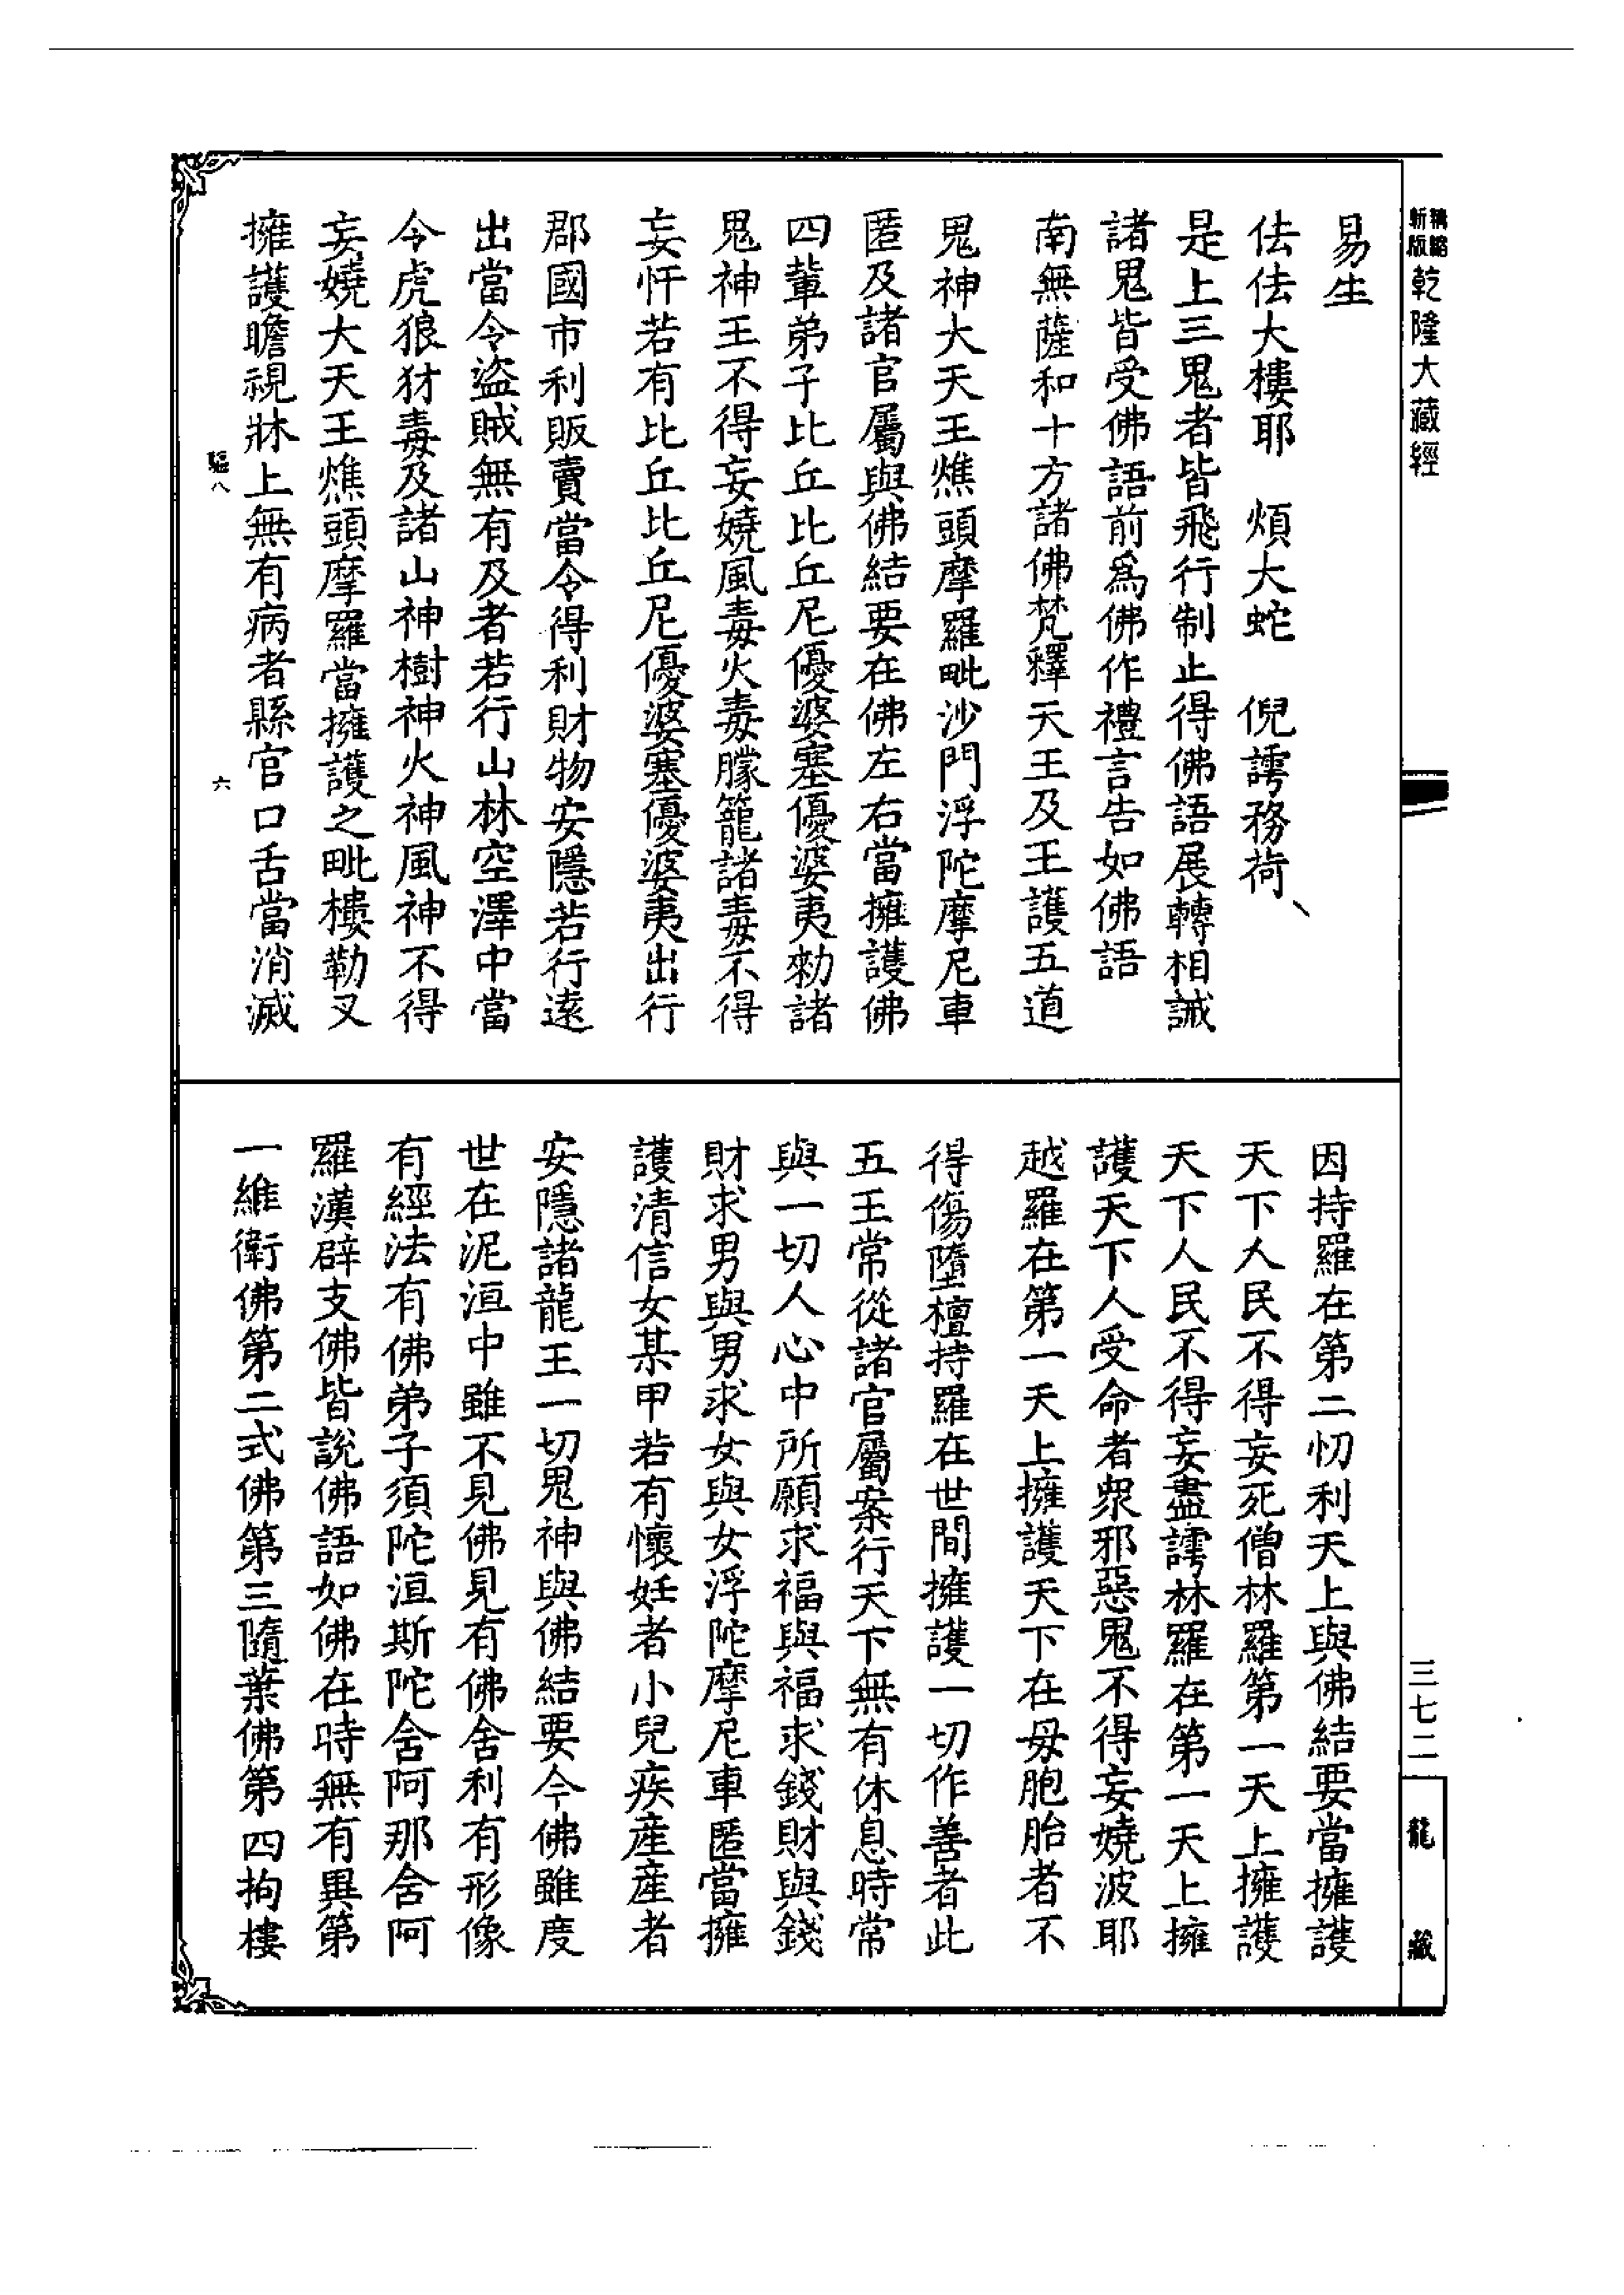 精縮
新版
乾隆大藏經
易生
佉佉大樓耶　煩大蛇　倪䛿務荷
是上三鬼者皆飛行制止得佛語展轉相誡
諸鬼皆受佛語前為佛作禮言告如佛語
南無薩和十方諸佛梵釋天王及王護五道
鬼神大天王燋頭摩羅毗沙門浮陀摩尼車
匿及諸官屬與佛結要在佛左右當擁護佛
四輩弟子比丘比丘尼優婆塞優婆夷勑諸
鬼神王不得妄嬈風毒火毒朦籠諸毒不得
妄忓若有比丘比丘尼優婆塞優婆夷出行
郡國市利販賣當令得利財物安隱若行遠
出當令盜賊無有及者若行山林空澤中當
令虎狼犲毒及諸山神樹神火神風神不得
妄嬈大天王燋頭摩羅當擁護之毗樓勒叉
擁護瞻視牀上無有病者縣官口舌當消滅
驅八
六
因持羅在第二忉利天上與佛結要當擁護
天下人民不得妄死僧林羅第一天上擁護
天下人民不得妄盡䛿林羅在第一天上擁
護天下人受命者眾邪惡鬼不得妄嬈波耶
越羅在第一天上擁護天下在母胞胎者不
得傷墮檀持羅在世間擁護一切作善者此
五王常從諸官屬案行天下無有休息時常
與一切人心中所願求福與福求錢財與錢
財求男與男求女與女浮陀摩尼車匿當擁
護清信女某甲若有懷妊者小兒疾產產者
安隱諸龍王一切鬼神與佛結要今佛雖度
世在泥洹中雖不見佛見有佛舍利有形像
有經法有佛弟子須陀洹斯陀舍阿那舍阿
羅漢辟支佛皆說佛語如佛在時無有異第
一維衛佛第二式佛第三隨葉佛第四拘樓
三七二
龍藏